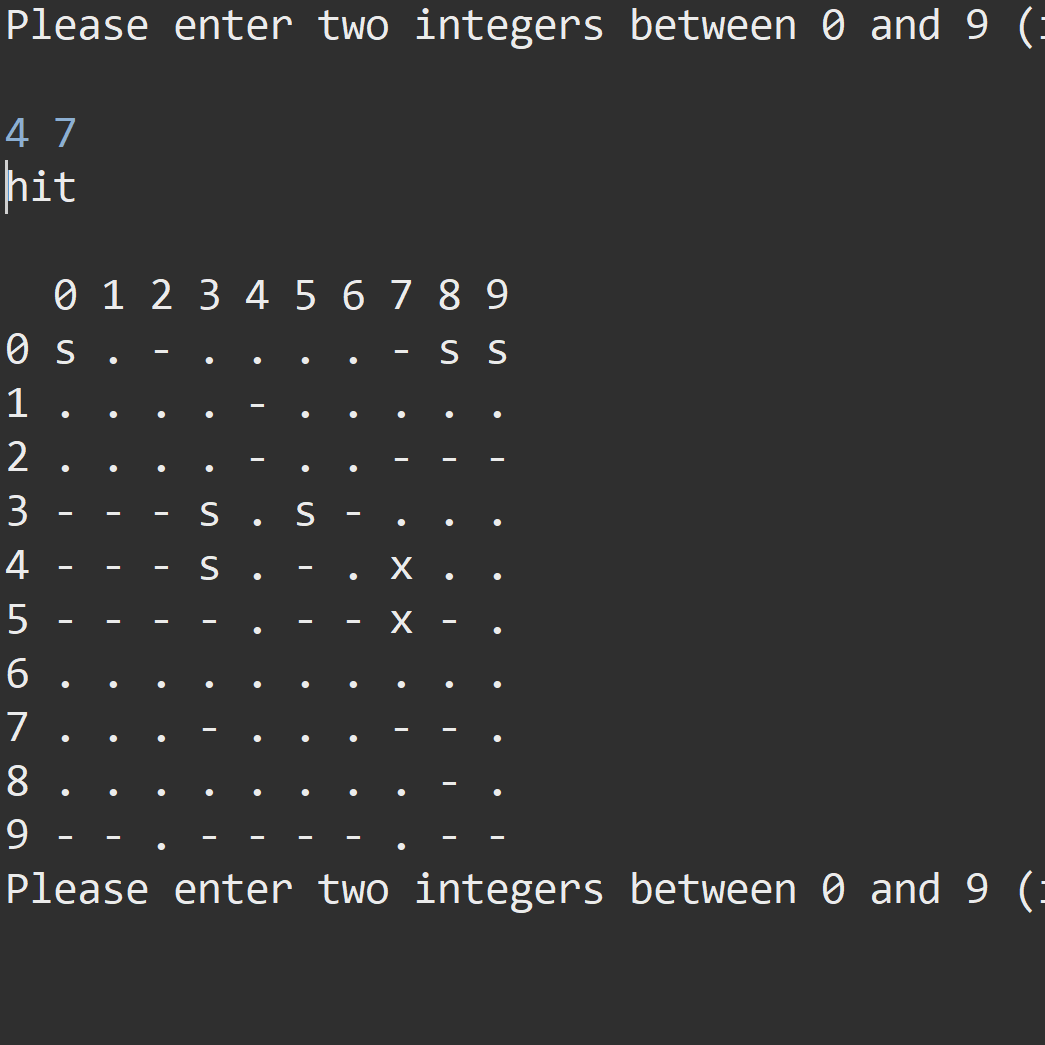 Please enter two integers between 0 and 9 (
4 7
hit
0 1 2 3 4 5 6 7 8 9
0 s . - . . . . - s s
1 . . . . - . . . . .
2 . . . . - . . - - -
3 - - - s . s - . . .
4 - - - s . - . x . .
5 - - - - . - - x - .
6 . . . . . . . . . .
7 . . . - . . . - - .
8 . . . . . . . . - .
9 - - . - - - - . - -
Please enter two integers between 0 and 9 (